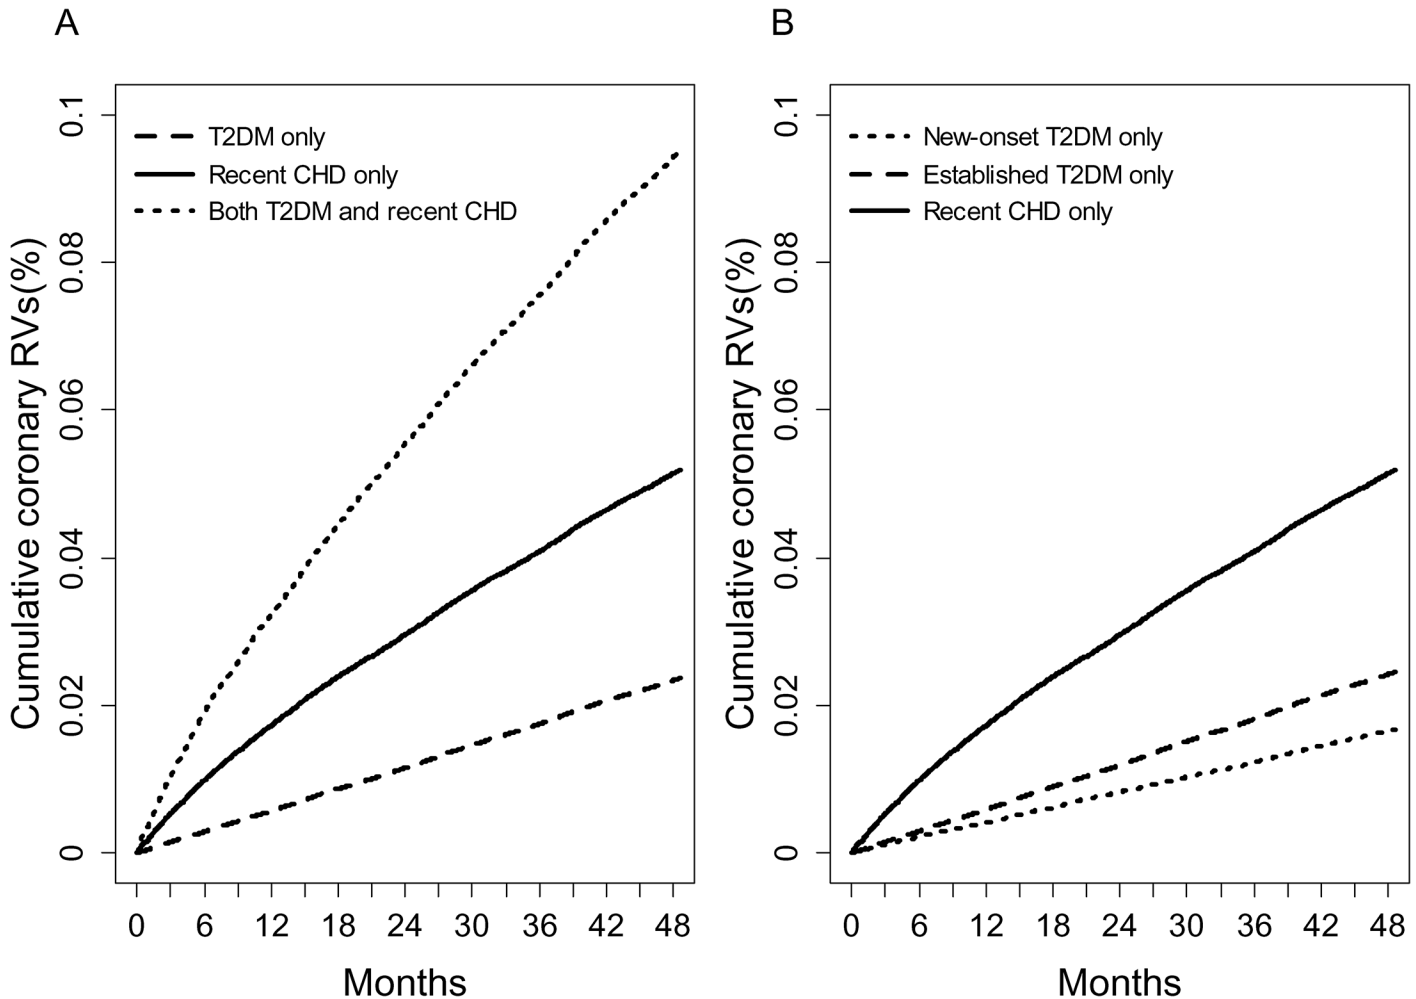 A
Cumulative coronary RVs(%)
0.1
0.08
0.06
0.04
0.02
0
T2DM only
Recent CHD only
Both T2DM and recent CHD
0 6 12 18 24 30 36 42 48
Months
B
Cumulative coronary RVs(%)
0.1
0.08
0.06
0.04
0.02
0
New-onset T2DM only
Established T2DM only
Recent CHD only
0 6 12 18 24 30 36 42 48
Months